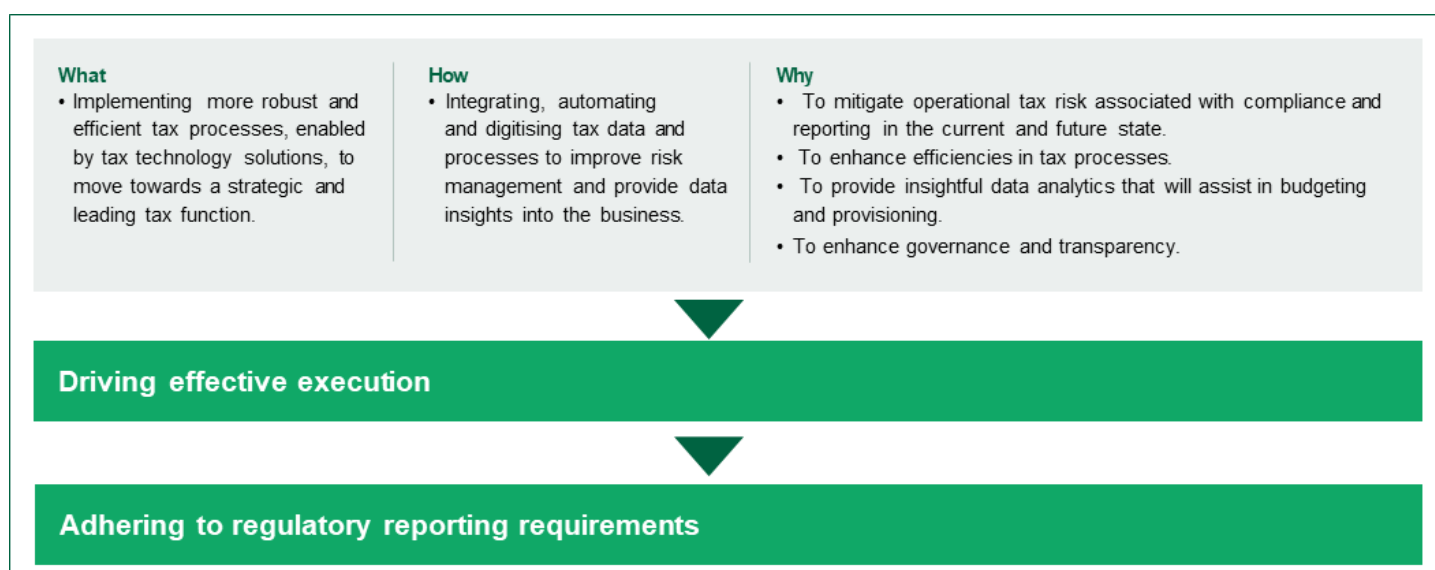 What
• Implementing more robust and
efficient tax processes, enabled
by tax technology solutions, to
move towards a strategic and
leading tax function.
How
• Integrating, automating
and digitising tax data and
processes to improve risk
management and provide data
insights into the business.
Why
• To mitigate operational tax risk associated with compliance and
reporting in the current and future state.
• To enhance efficiencies in tax processes.
• To provide insightful data analytics that will assist in budgeting
and provisioning.
• To enhance governance and transparency.
Driving effective execution
Adhering to regulatory reporting requirements